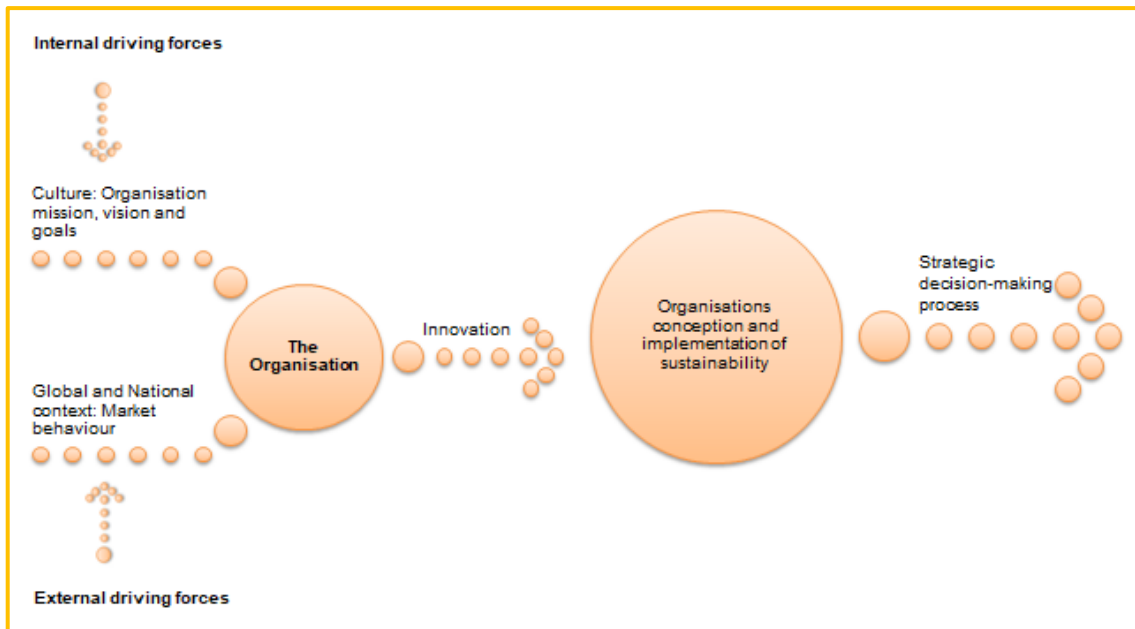 Internal driving forces
Culture: Organisation
mission, vision and
goals
The
Organisation
Global and National
context: Market
behaviour
External driving forces
Innovation
Organisations
conception and
implementation of
sustainability
Strategic
decision-making
process